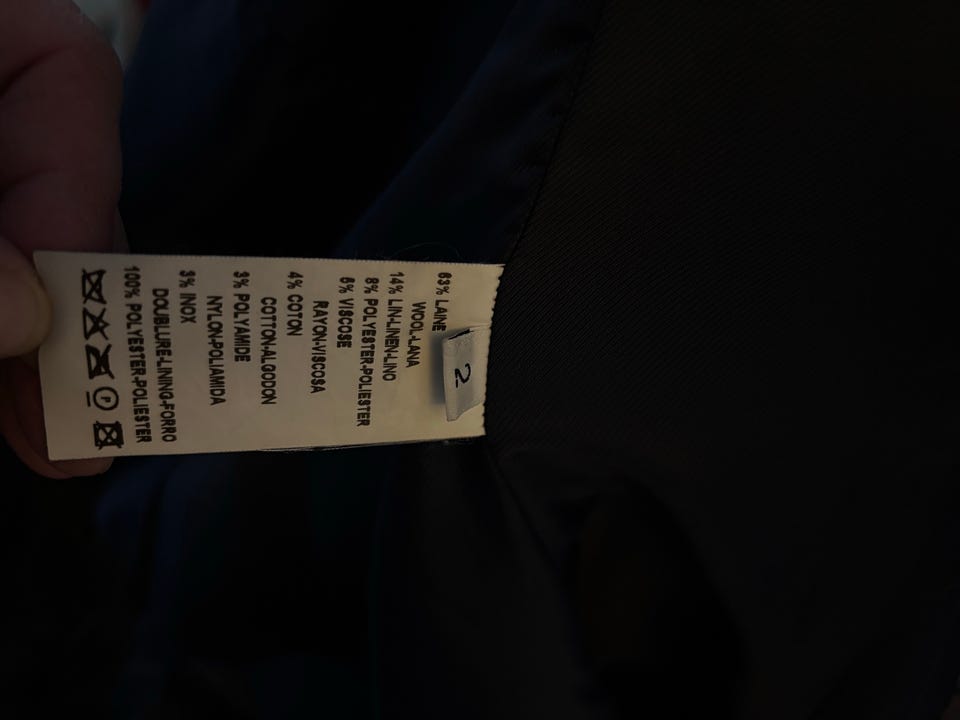 2
63% LAINE
WOOL-LANA
14% LIN-LINEN-LINO
8% POLYESTER-POLIESTER
6% VISCOSE
RAYON-VISCOSA
4% COTON
COTTON-ALGODON
3% POLYAMIDE
NYLON-POLIAMIDA
3% INOX
DOUBLURE-LINING-FORRO
100% POLYESTER-POLIESTER
P